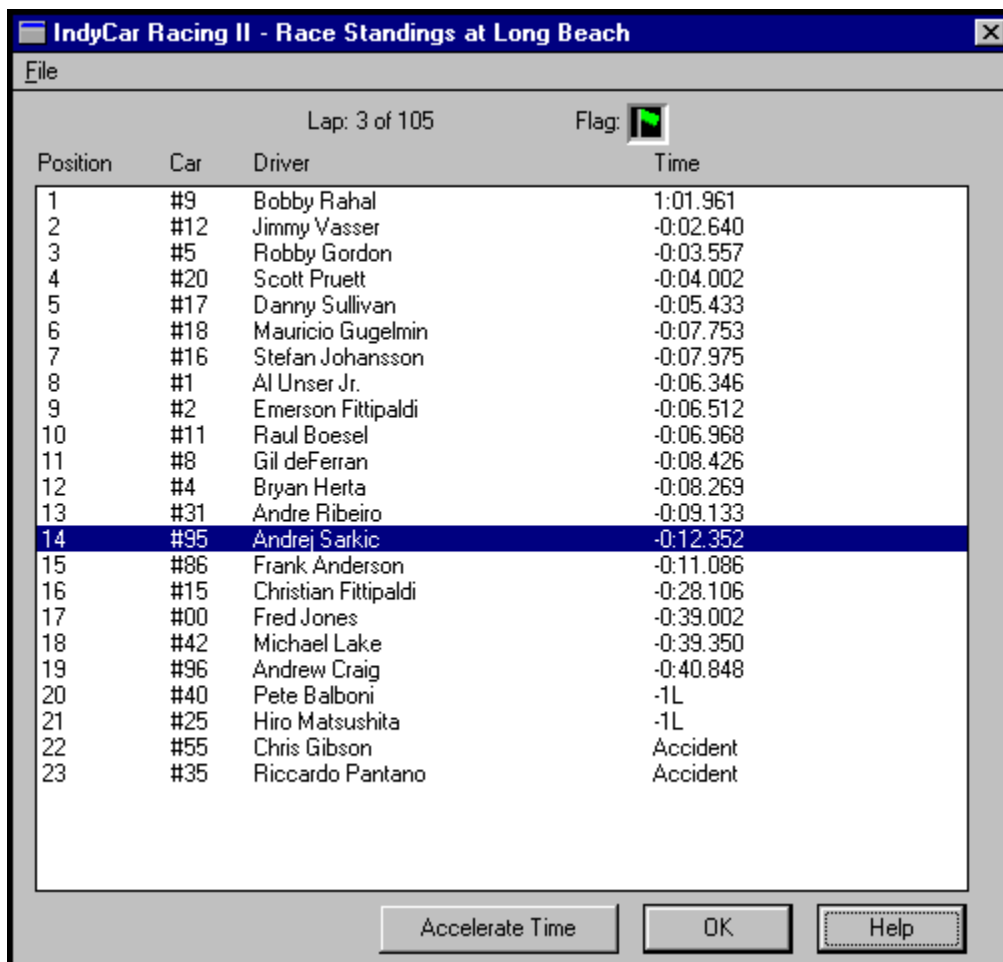 IndyCar Racing II - Race Standings at Long Beach
File
Lap: 3 of 105 Flag:
Position Car Driver Time
1 #9 Bobby Rahal 1:01.961
2 #12 Jimmy Vasser -0:02.640
3 #5 Robby Gordon -0:03.557
4 #20 Scott Pruett -0:04.002
5 #17 Danny Sullivan -0:05.433
6 #18 Mauricio Gugelmin -0:07.753
7 #16 Stefan Johansson -0:07.975
8 #1 Al Unser Jr. -0:06.346
9 #2 Emerson Fittipaldi -0:06.512
10 #11 Raul Boesel -0:06.968
11 #8 Gil deFerran -0:08.426
12 #4 Bryan Herta -0:08.269
13 #31 Andre Ribeiro -0:09.133
14 #95 Andrej Sarkic -0:12.352
15 #86 Frank Anderson -0:11.086
16 #15 Christian Fittipaldi -0:28.106
17 #00 Fred Jones -0:39.002
18 #42 Michael Lake -0:39.350
19 #96 Andrew Craig -0:40.848
20 #40 Pete Balboni -1L
21 #25 Hiro Matsushita -1L
22 #55 Chris Gibson Accident
23 #35 Riccardo Pantano Accident
Accelerate Time OK Help